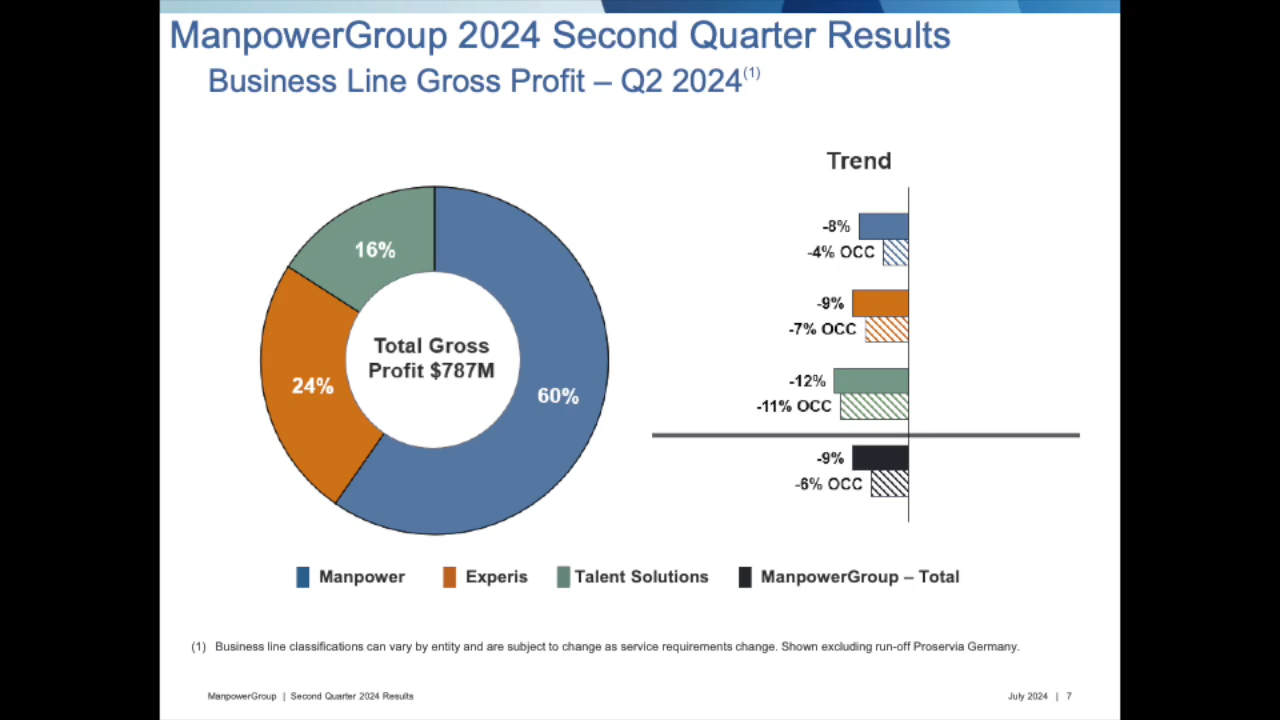 ManpowerGroup 2024 Second Quarter Results
Business Line Gross Profit – Q2 2024(1)
Trend
16%
24%
60%
Total Gross
Profit $787M
-8%
-4% OCC
-9%
-7% OCC
-12%
-11% OCC
-9%
-6% OCC
Manpower Experis Talent Solutions ManpowerGroup – Total
(1) Business line classifications can vary by entity and are subject to change as service requirements change. Shown excluding run-off Proservia Germany.
ManpowerGroup | Second Quarter 2024 Results July 2024 | 7